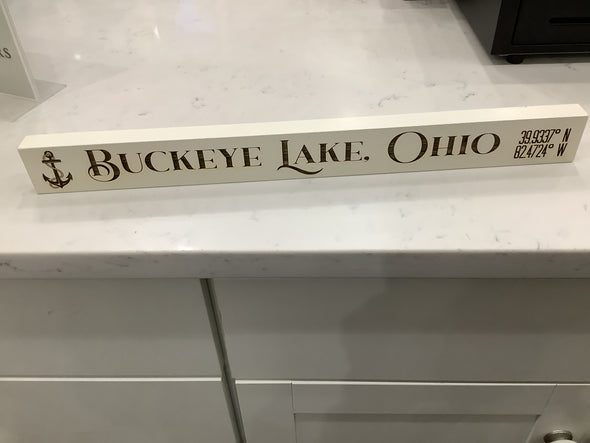 BUCKEYE LAKE, OHIO
39.9337° N
82.4724° W